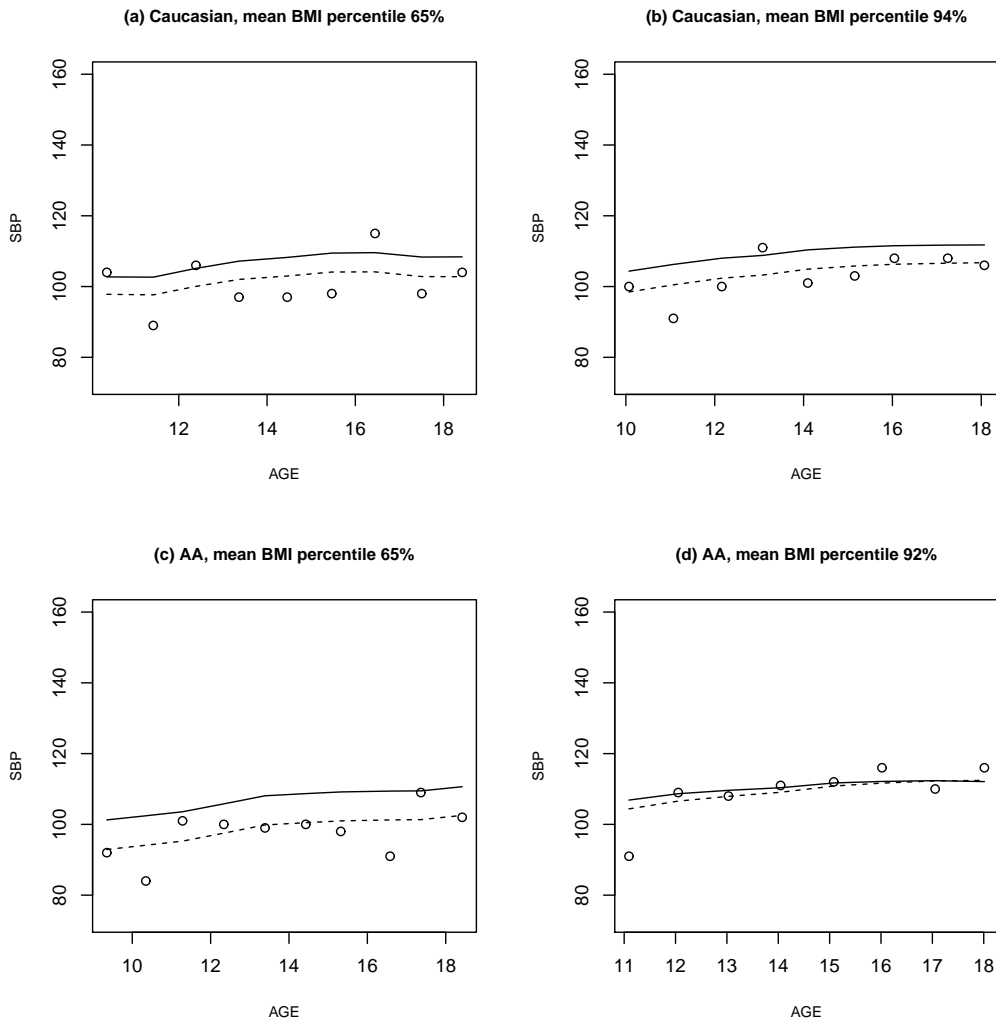 (a) Caucasian, mean BMI percentile 65%
SBP
160
140
120
100
80
12 14 16 18
AGE
(b) Caucasian, mean BMI percentile 94%
SBP
160
140
120
100
80
10 12 14 16 18
AGE
(c) AA, mean BMI percentile 65%
SBP
160
140
120
100
80
10 12 14 16 18
AGE
(d) AA, mean BMI percentile 92%
SBP
160
140
120
100
80
11 12 13 14 15 16 17 18
AGE